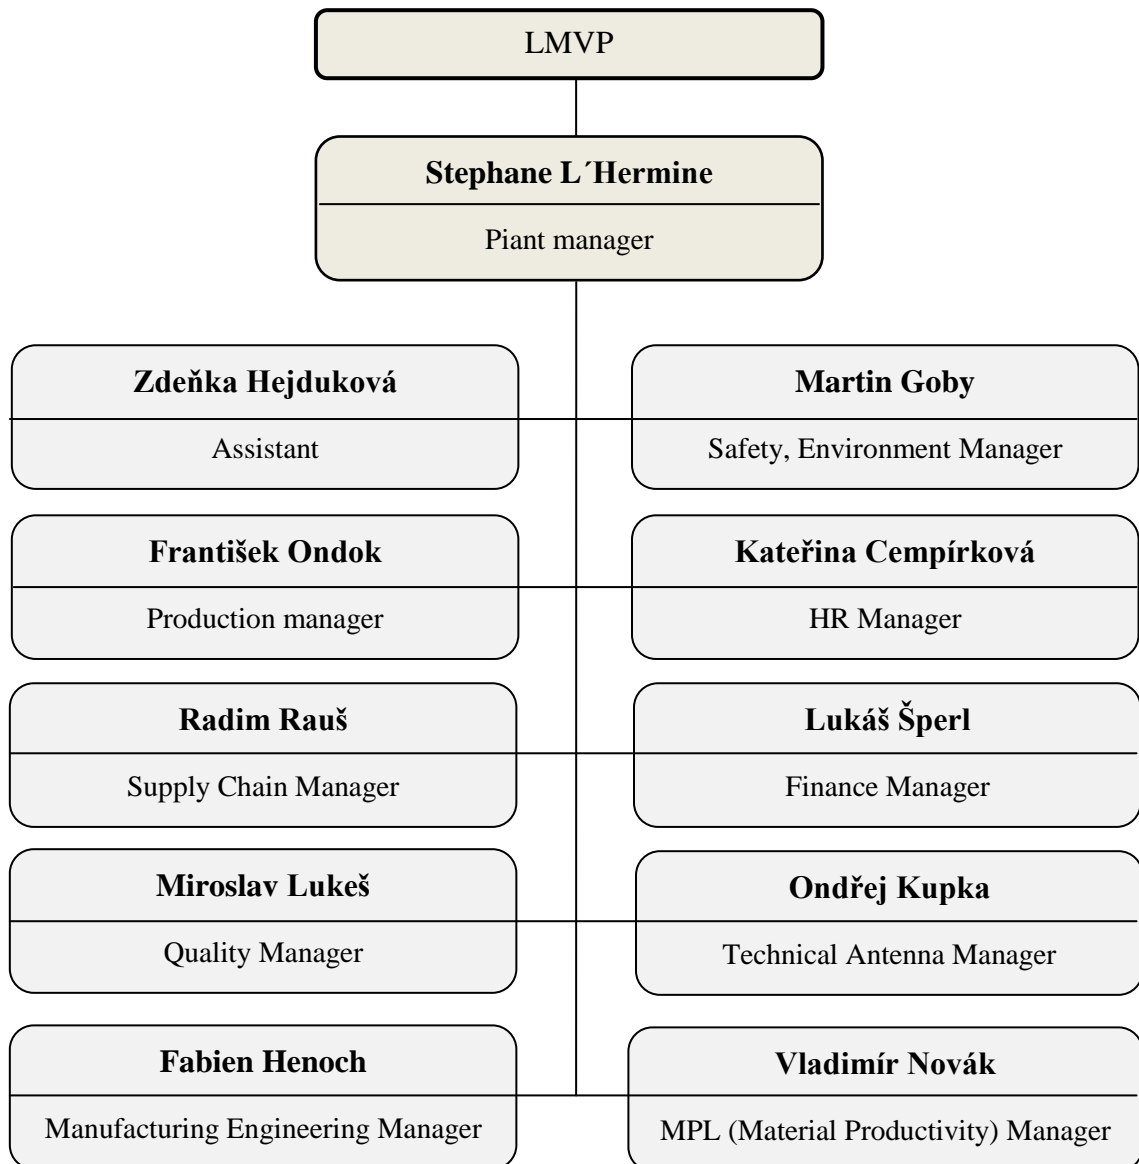 LMVP
Stephane L´Hermine
Piant manager
Zdeňka Hejduková
Assistant
Martin Goby
Safety, Environment Manager
František Ondok
Production manager
Kateřina Cempírková
HR Manager
Radim Rauš
Supply Chain Manager
Lukáš Šperl
Finance Manager
Miroslav Lukeš
Quality Manager
Ondřej Kupka
Technical Antenna Manager
Fabien Henoch
Manufacturing Engineering Manager
Vladimír Novák
MPL (Material Productivity) Manager